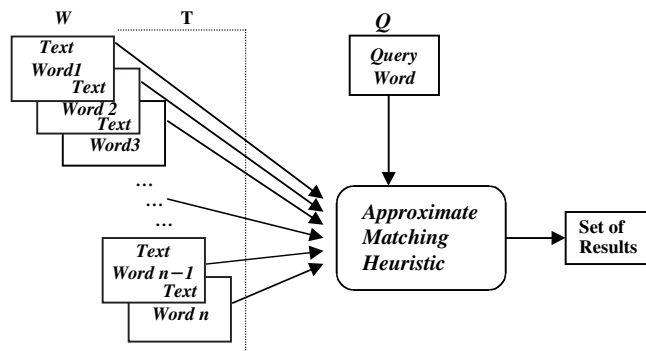 W
T
Q
Text
Word1
Text
Word 2
Text
Word3
...
...
...
Text
Word n−1
Text
Word n
Query
Word
Approximate
Matching
Heuristic
Set of
Results